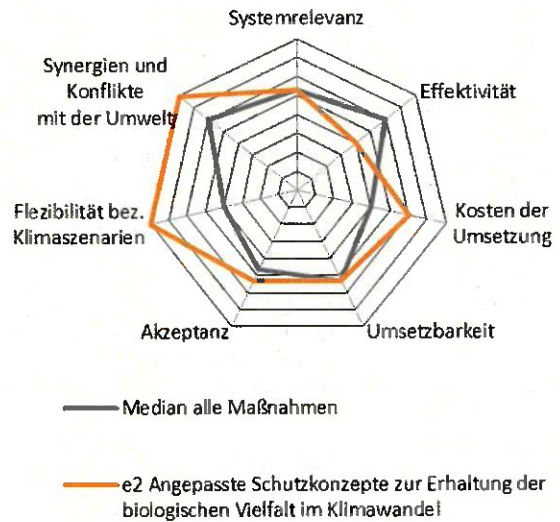 Systemrelevanz
Synergien und
Konflikte
mit der Umwelt
Effektivität
Flezibilität bez.
Klimaszenarien
Kosten der
Umsetzung
Akzeptanz
Umsetzbarkeit
Median alle Maßnahmen
e2 Angepasste Schutzkonzepte zur Erhaltung der
biologischen Vielfalt im Klimawandel